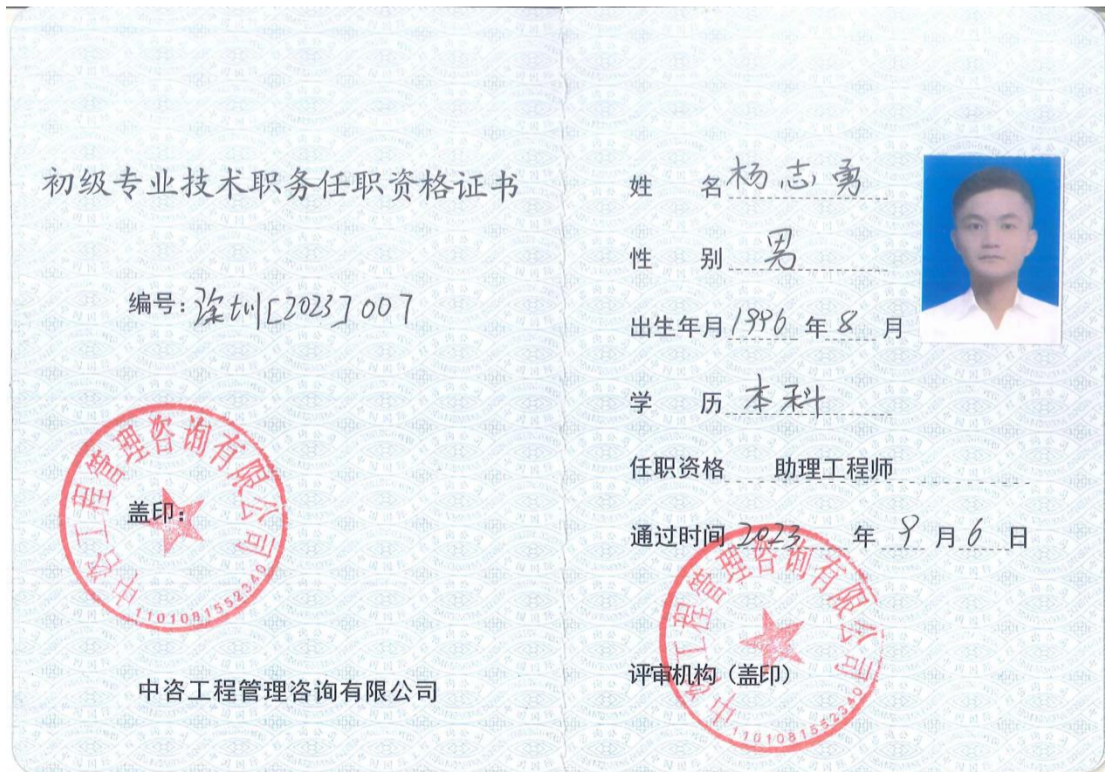 初级专业技术职务任职资格证书
编号：深圳[2023]007
中咨工程管理咨询有限公司
盖印：
1101081552340
中咨工程管理咨询有限公司
姓名 杨志勇
性别 男
出生年月 1996 年 8 月
学历 本科
任职资格 助理工程师
通过时间 2023 年 9 月 6 日
中咨工程管理咨询有限公司
评审机构（盖印）
1101081552340